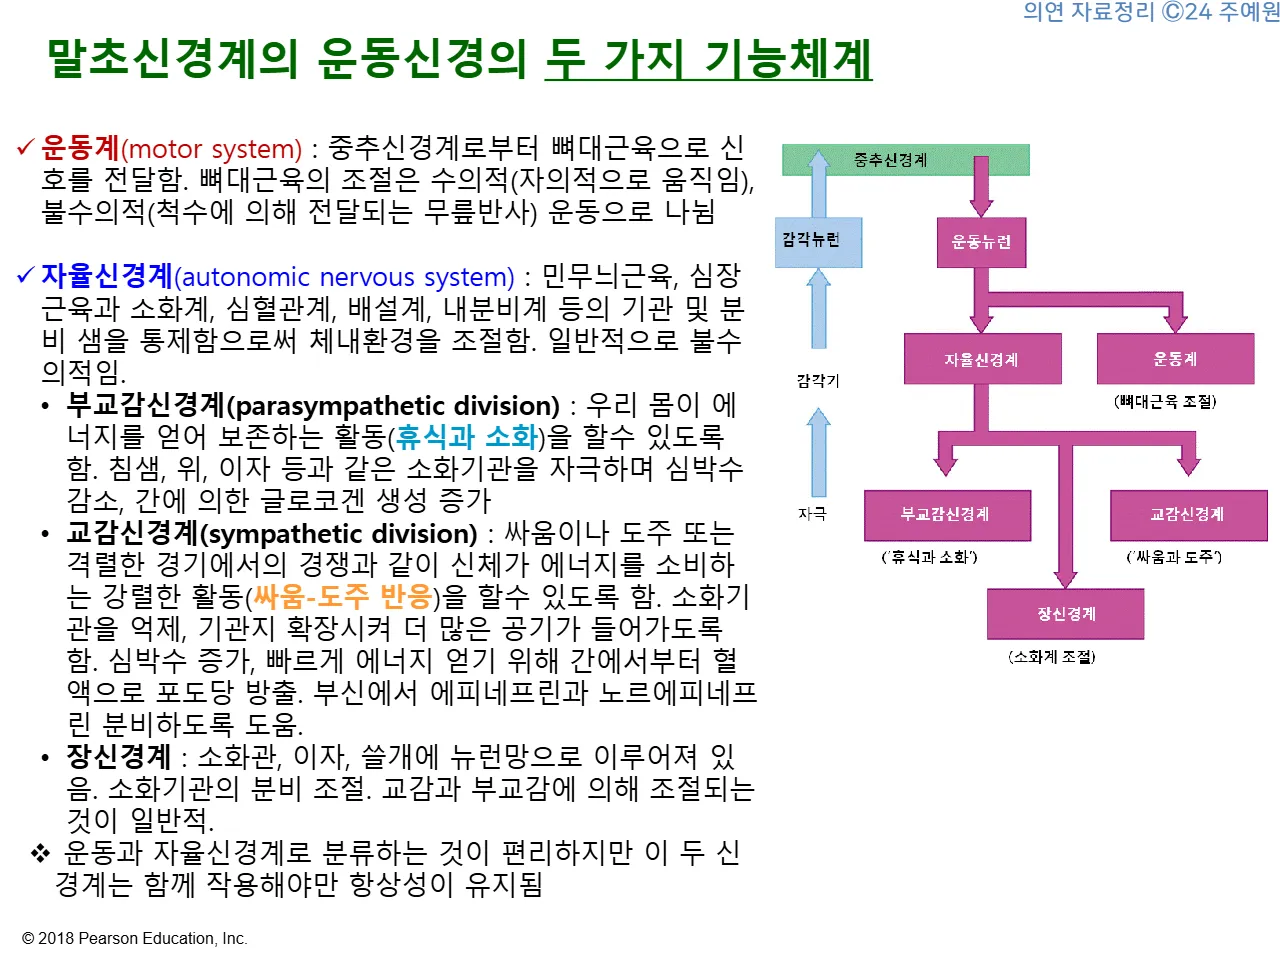 의연 자료정리 ©24 주예원
말초신경계의 운동신경의 두 가지 기능체계
✓ 운동계(motor system) : 중추신경계로부터 뼈대근육으로 신
호를 전달함. 뼈대근육의 조절은 수의적(자의적으로 움직임),
불수의적(척수에 의해 전달되는 무릎반사) 운동으로 나뉨
✓ 자율신경계(autonomic nervous system) : 민무늬근육, 심장
근육과 소화계, 심혈관계, 배설계, 내분비계 등의 기관 및 분
비 샘을 통제함으로써 체내환경을 조절함. 일반적으로 불수
의적임.
• 부교감신경계(parasympathetic division) : 우리 몸이 에
너지를 얻어 보존하는 활동(휴식과 소화)을 할수 있도록
함. 침샘, 위, 이자 등과 같은 소화기관을 자극하며 심박수
감소, 간에 의한 글로코겐 생성 증가
• 교감신경계(sympathetic division) : 싸움이나 도주 또는
격렬한 경기에서의 경쟁과 같이 신체가 에너지를 소비하
는 강렬한 활동(싸움-도주 반응)을 할수 있도록 함. 소화기
관을 억제, 기관지 확장시켜 더 많은 공기가 들어가도록
함. 심박수 증가, 빠르게 에너지 얻기 위해 간에서부터 혈
액으로 포도당 방출. 부신에서 에피네프린과 노르에피네프
린 분비하도록 도움.
• 장신경계 : 소화관, 이자, 쓸개에 뉴런망으로 이루어져 있
음. 소화기관의 분비 조절. 교감과 부교감에 의해 조절되는
것이 일반적.
❖ 운동과 자율신경계로 분류하는 것이 편리하지만 이 두 신
경계는 함께 작용해야만 항상성이 유지됨
중추신경계
감각뉴런
운동뉴런
자율신경계
운동계
감각기
(뼈대근육 조절)
자극
부교감신경계
교감신경계
('휴식과 소화')
('싸움과 도주')
장신경계
(소화계 조절)
© 2018 Pearson Education, Inc.